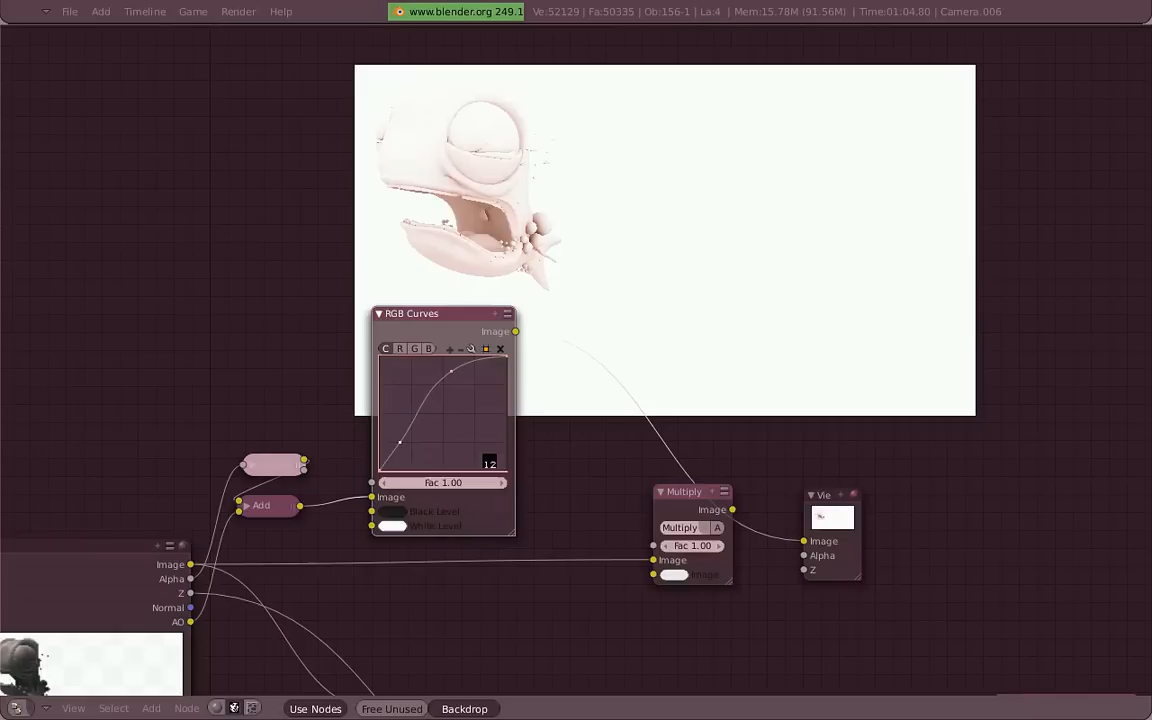 File Add Timeline Game Render Help www.blender.org 249.1 Ve:52129 | Fa:50335 | Ob:156-1 | La:4 | Mem:15.78M (91.56M) | Time:01:04.80 | Camera.006
RGB Curves
Image
C R G B
12
Fac 1.00
Image
Black Level
White Level
Add
Image
Alpha
Z
Normal
AO
Multiply
Image
Multiply A
Fac 1.00
Image
Image
Vie
Image
Alpha
Z
View Select Add Node Use Nodes Free Unused Backdrop